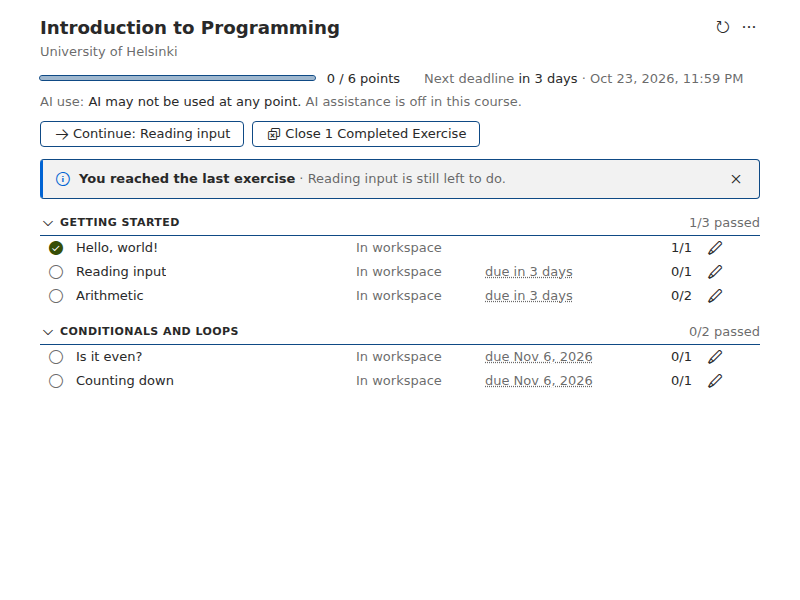 Introduction to Programming
University of Helsinki
0 / 6 points Next deadline in 3 days · Oct 23, 2026, 11:59 PM
AI use: AI may not be used at any point. AI assistance is off in this course.
Continue: Reading input Close 1 Completed Exercise
You reached the last exercise · Reading input is still left to do.
GETTING STARTED 1/3 passed
Hello, world! In workspace 1/1
Reading input In workspace due in 3 days 0/1
Arithmetic In workspace due in 3 days 0/2
CONDITIONALS AND LOOPS 0/2 passed
Is it even? In workspace due Nov 6, 2026 0/1
Counting down In workspace due Nov 6, 2026 0/1